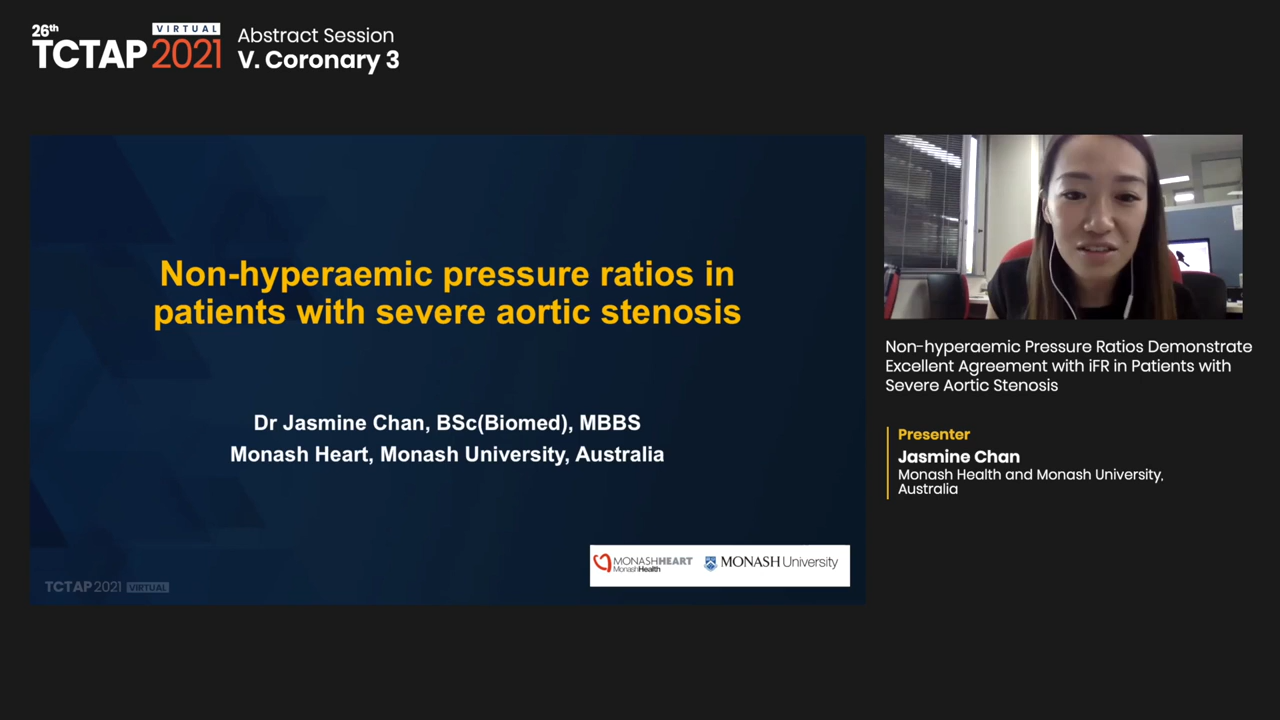 26th
VIRTUAL
TCTAP 2021
Abstract Session
V. Coronary 3
Non-hyperaemic pressure ratios in
patients with severe aortic stenosis
Dr Jasmine Chan, BSc(Biomed), MBBS
Monash Heart, Monash University, Australia
MONASHHEART
MonashHealth
MONASH University
TCTAP 2021 VIRTUAL
Non-hyperaemic Pressure Ratios Demonstrate
Excellent Agreement with iFR in Patients with
Severe Aortic Stenosis
Presenter
Jasmine Chan
Monash Health and Monash University,
Australia